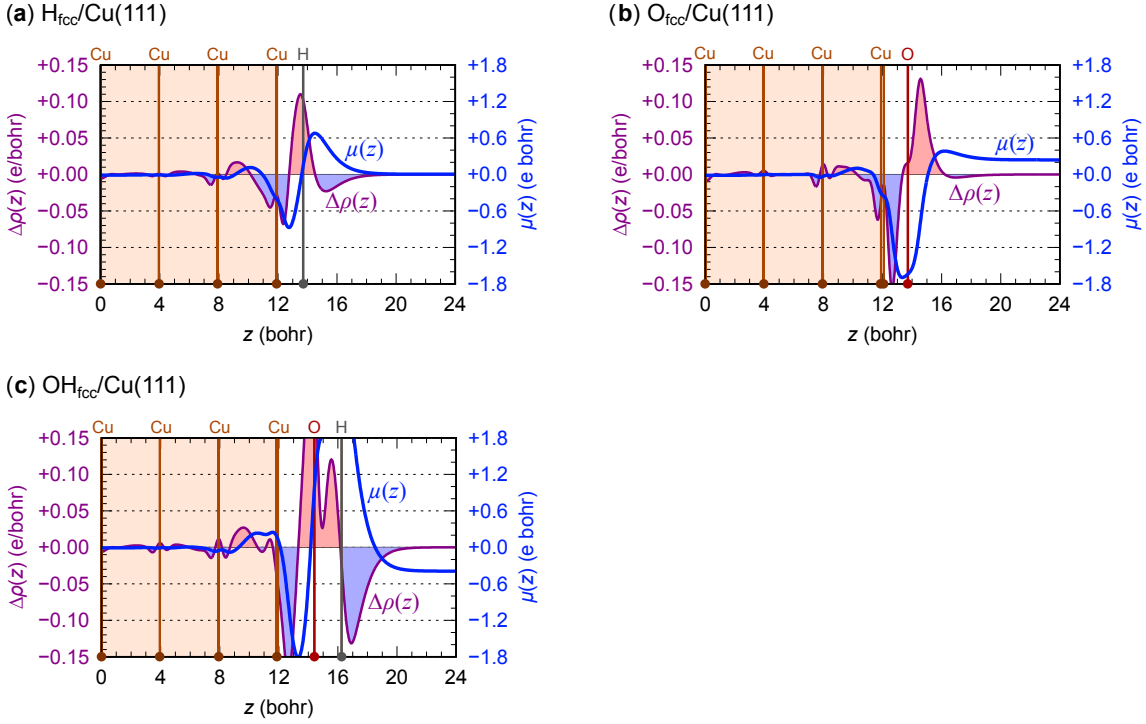 (a) H_fcc/Cu(111)
Cu Cu Cu Cu H
+0.15 +0.10 +0.05 +0.00 −0.05 −0.10 −0.15
Δρ(z) (e/bohr)
μ(z)
Δρ(z)
+1.8 +1.2 +0.6 +0.0 −0.6 −1.2 −1.8
μ(z) (e bohr)
0 4 8 12 16 20 24
z (bohr)
(b) O_fcc/Cu(111)
Cu Cu Cu Cu O
+0.15 +0.10 +0.05 +0.00 −0.05 −0.10 −0.15
Δρ(z) (e/bohr)
μ(z)
Δρ(z)
+1.8 +1.2 +0.6 +0.0 −0.6 −1.2 −1.8
μ(z) (e bohr)
0 4 8 12 16 20 24
z (bohr)
(c) OH_fcc/Cu(111)
Cu Cu Cu Cu O H
+0.15 +0.10 +0.05 +0.00 −0.05 −0.10 −0.15
Δρ(z) (e/bohr)
μ(z)
Δρ(z)
+1.8 +1.2 +0.6 +0.0 −0.6 −1.2 −1.8
μ(z) (e bohr)
0 4 8 12 16 20 24
z (bohr)